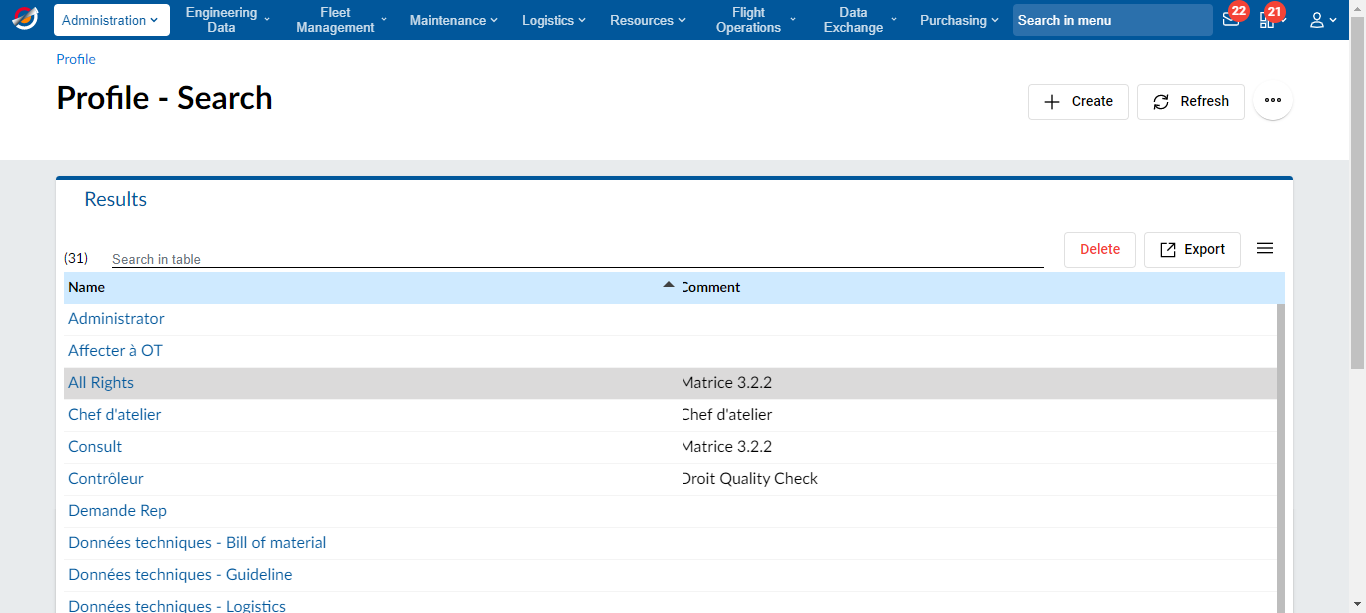 Administration
Engineering Data
Fleet Management
Maintenance
Logistics
Resources
Flight Operations
Data Exchange
Purchasing
Search in menu
22
21
Profile
Profile - Search
Create
Refresh
Results
(31)
Search in table
Delete
Export
Name
Comment
Administrator
Affecter à OT
All Rights
Matrice 3.2.2
Chef d'atelier
Chef d'atelier
Consult
Matrice 3.2.2
Contrôleur
Droit Quality Check
Demande Rep
Données techniques - Bill of material
Données techniques - Guideline
Données techniques - Logistics